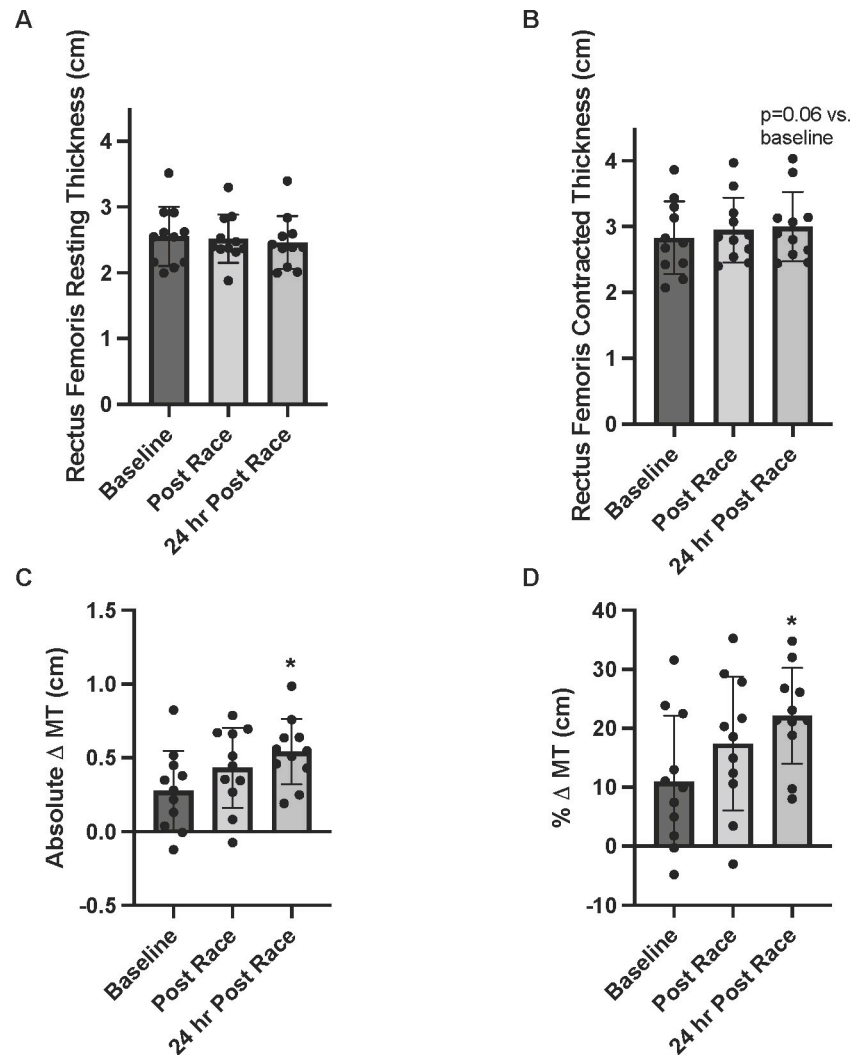 A
Rectus Femoris Resting Thickness (cm)
4
3
2
1
0
Baseline
Post Race
24 hr Post Race
B
Rectus Femoris Contracted Thickness (cm)
p=0.06 vs.
baseline
4
3
2
1
0
Baseline
Post Race
24 hr Post Race
C
Absolute Δ MT (cm)
1.5
1.0
0.5
0.0
-0.5
*
Baseline
Post Race
24 hr Post Race
D
% Δ MT (cm)
40
30
20
10
0
-10
*
Baseline
Post Race
24 hr Post Race